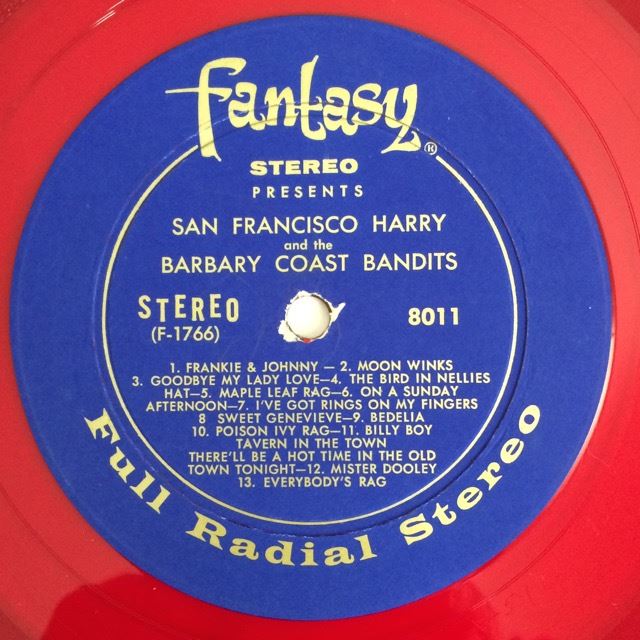 fantasy ®
STEREO
PRESENTS
SAN FRANCISCO HARRY
and the
BARBARY COAST BANDITS
STEREO
(F-1766)
8011
1. FRANKIE & JOHNNY — 2. MOON WINKS
3. GOODBYE MY LADY LOVE—4. THE BIRD IN NELLIES
HAT—5. MAPLE LEAF RAG—6. ON A SUNDAY
AFTERNOON—7. I'VE GOT RINGS ON MY FINGERS
8 SWEET GENEVIEVE—9. BEDELIA
10. POISON IVY RAG—11. BILLY BOY
TAVERN IN THE TOWN
THERE'LL BE A HOT TIME IN THE OLD
TOWN TONIGHT—12. MISTER DOOLEY
13. EVERYBODY'S RAG
Full Radial Stereo